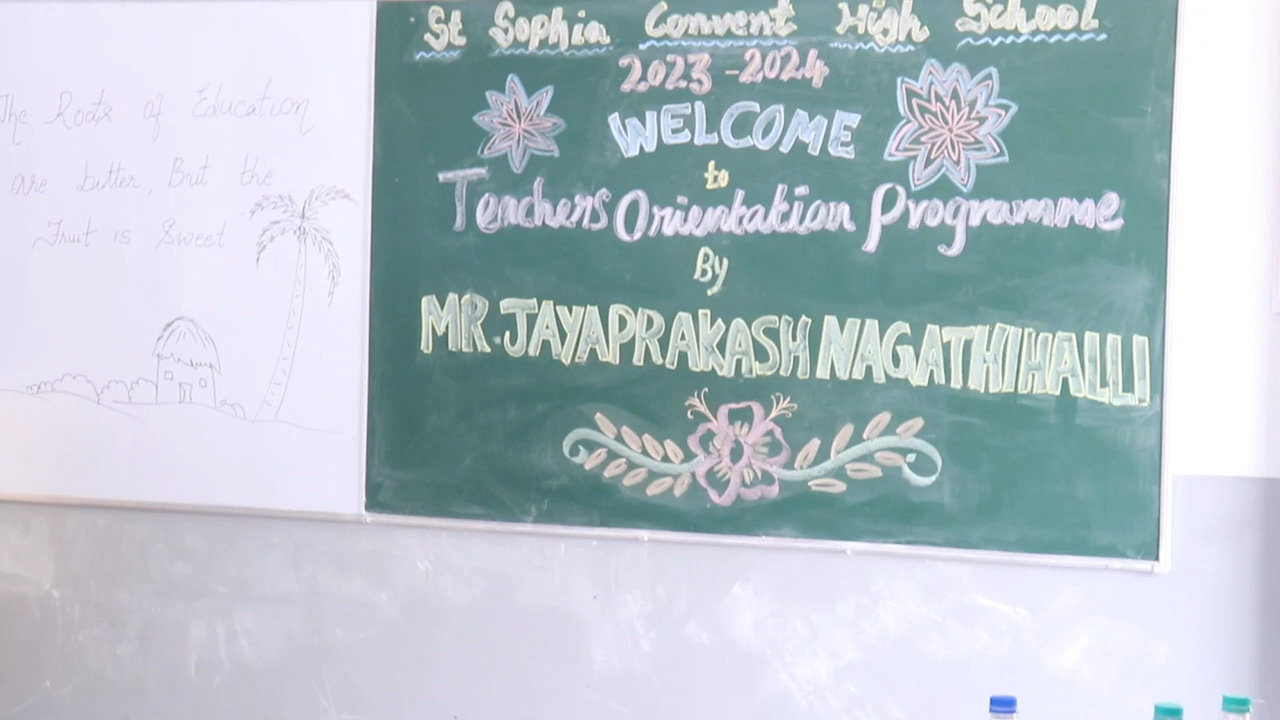 The Roots of Education
are butter, But the
Fruit is Sweet
St Sophia Convent High School
2023-2024
WELCOME
to
Teachers Orientation Programme
By
MR. JAYAPRAKASH NAGATHIHALLI